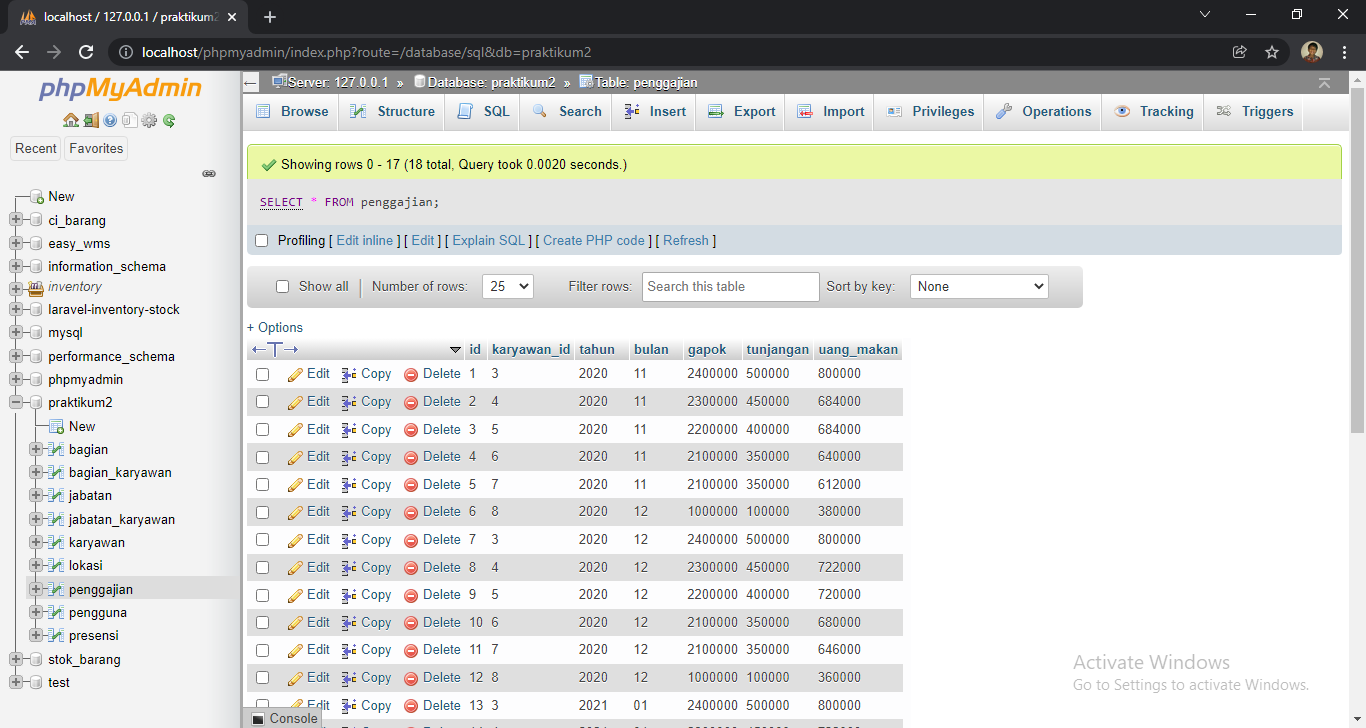 localhost / 127.0.0.1 / praktikum2
localhost/phpmyadmin/index.php?route=/database/sql&db=praktikum2
phpMyAdmin
Recent Favorites
New
ci_barang
easy_wms
information_schema
inventory
laravel-inventory-stock
mysql
performance_schema
phpmyadmin
praktikum2
New
bagian
bagian_karyawan
jabatan
jabatan_karyawan
karyawan
lokasi
penggajian
pengguna
presensi
stok_barang
test
Server: 127.0.0.1 » Database: praktikum2 » Table: penggajian
Browse Structure SQL Search Insert Export Import Privileges Operations Tracking Triggers
Showing rows 0 - 17 (18 total, Query took 0.0020 seconds.)
SELECT * FROM penggajian;
Profiling [ Edit inline ] [ Edit ] [ Explain SQL ] [ Create PHP code ] [ Refresh ]
Show all | Number of rows: 25 Filter rows: Search this table Sort by key: None
+ Options
←T→ id karyawan_id tahun bulan gapok tunjangan uang_makan
Edit Copy Delete 1 3 2020 11 2400000 500000 800000
Edit Copy Delete 2 4 2020 11 2300000 450000 684000
Edit Copy Delete 3 5 2020 11 2200000 400000 684000
Edit Copy Delete 4 6 2020 11 2100000 350000 640000
Edit Copy Delete 5 7 2020 11 2100000 350000 612000
Edit Copy Delete 6 8 2020 12 1000000 100000 380000
Edit Copy Delete 7 3 2020 12 2400000 500000 800000
Edit Copy Delete 8 4 2020 12 2300000 450000 722000
Edit Copy Delete 9 5 2020 12 2200000 400000 720000
Edit Copy Delete 10 6 2020 12 2100000 350000 680000
Edit Copy Delete 11 7 2020 12 2100000 350000 646000
Edit Copy Delete 12 8 2020 12 1000000 100000 360000
Edit Copy Delete 13 3 2021 01 2400000 500000 800000
Console
Activate Windows
Go to Settings to activate Windows.